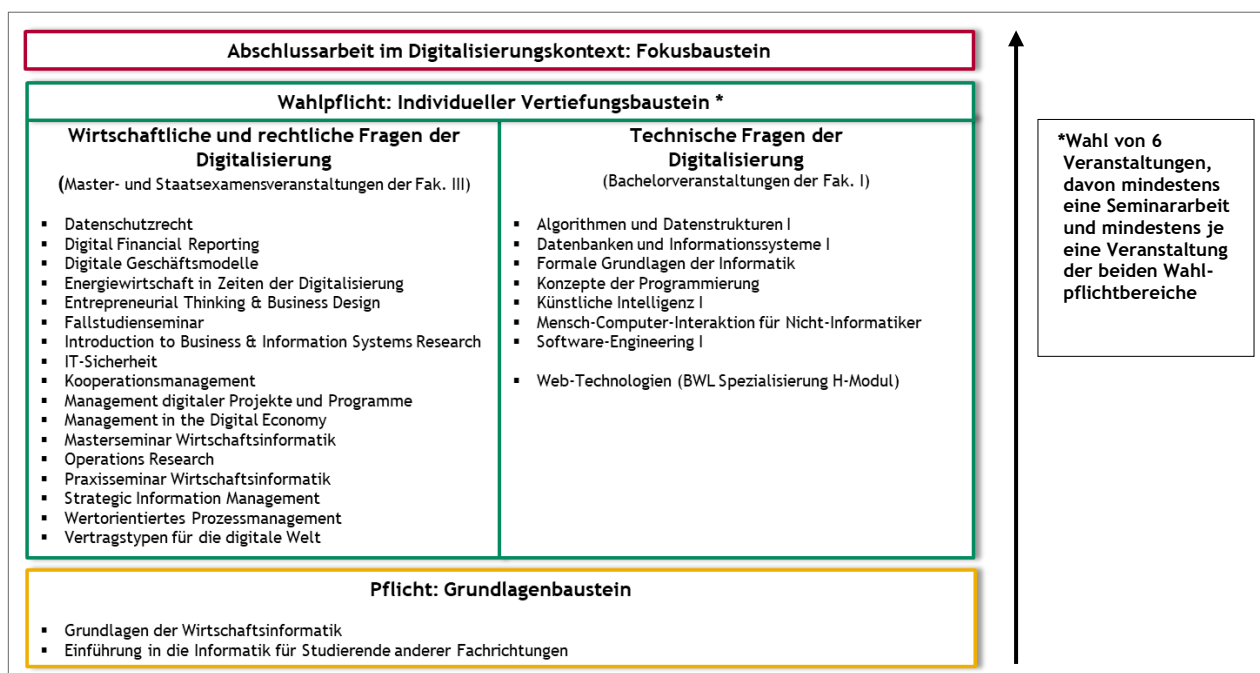 Abschlussarbeit im Digitalisierungskontext: Fokusbaustein
Wahlpflicht: Individueller Vertiefungsbaustein *
Wirtschaftliche und rechtliche Fragen der
Digitalisierung
(Master- und Staatsexamensveranstaltungen der Fak. III)
▪ Datenschutzrecht
▪ Digital Financial Reporting
▪ Digitale Geschäftsmodelle
▪ Energiewirtschaft in Zeiten der Digitalisierung
▪ Entrepreneurial Thinking & Business Design
▪ Fallstudienseminar
▪ Introduction to Business & Information Systems Research
▪ IT-Sicherheit
▪ Kooperationsmanagement
▪ Management digitaler Projekte und Programme
▪ Management in the Digital Economy
▪ Masterseminar Wirtschaftsinformatik
▪ Operations Research
▪ Praxisseminar Wirtschaftsinformatik
▪ Strategic Information Management
▪ Wertorientiertes Prozessmanagement
▪ Vertragstypen für die digitale Welt
Technische Fragen der
Digitalisierung
(Bachelorveranstaltungen der Fak. I)
▪ Algorithmen und Datenstrukturen I
▪ Datenbanken und Informationssysteme I
▪ Formale Grundlagen der Informatik
▪ Konzepte der Programmierung
▪ Künstliche Intelligenz I
▪ Mensch-Computer-Interaktion für Nicht-Informatiker
▪ Software-Engineering I
▪ Web-Technologien (BWL Spezialisierung H-Modul)
Pflicht: Grundlagenbaustein
▪ Grundlagen der Wirtschaftsinformatik
▪ Einführung in die Informatik für Studierende anderer Fachrichtungen
*Wahl von 6
Veranstaltungen,
davon mindestens
eine Seminararbeit
und mindestens je
eine Veranstaltung
der beiden Wahl-
pflichtbereiche